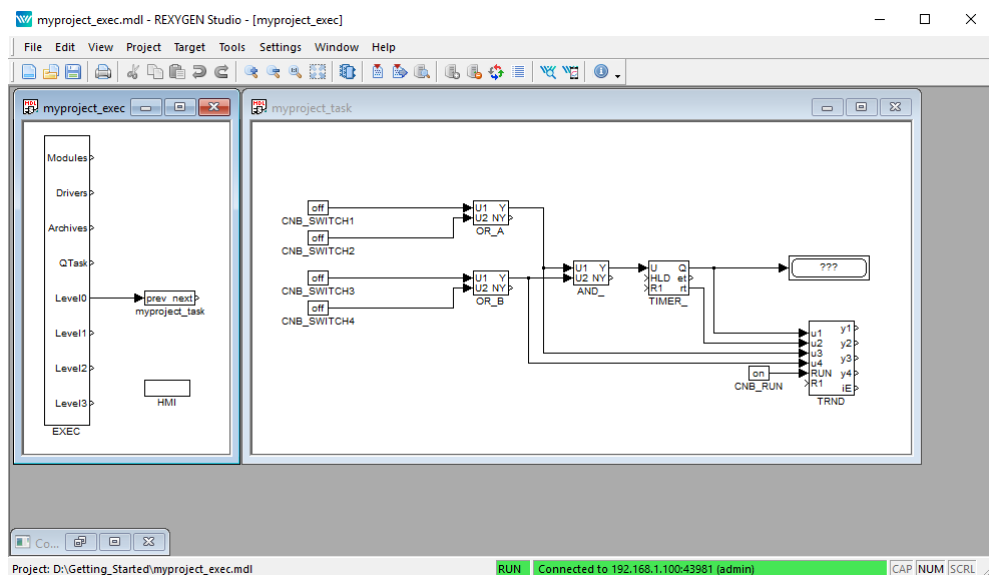 myproject_exec.mdl - REXYGEN Studio - [myproject_exec]
File Edit View Project Target Tools Settings Window Help
myproject_exec
Modules
Drivers
Archives
QTask
Level0
Level1
Level2
Level3
EXEC
prev next
myproject_task
HMI
myproject_task
off
CNB_SWITCH1
off
CNB_SWITCH2
off
CNB_SWITCH3
off
CNB_SWITCH4
U1 Y
U2 NY
OR_A
U1 Y
U2 NY
OR_B
U1 Y
U2 NY
AND_
U Q
HLD et
R1 rt
TIMER_
???
on
CNB_RUN
u1 y1
u2 y2
u3 y3
u4
RUN y4
R1 iE
TRND
Co...
Project: D:\Getting_Started\myproject_exec.mdl RUN Connected to 192.168.1.100:43981 (admin) CAP NUM SCRL